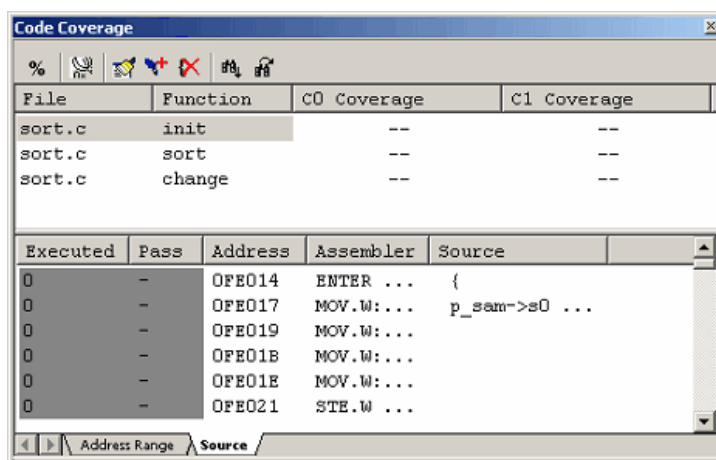 Code Coverage
%
File Function C0 Coverage C1 Coverage
sort.c init -- --
sort.c sort -- --
sort.c change -- --
Executed Pass Address Assembler Source
0 - 0FE014 ENTER ... {
0 - 0FE017 MOV.W:... p_sam->s0 ...
0 - 0FE019 MOV.W:...
0 - 0FE01B MOV.W:...
0 - 0FE01E MOV.W:...
0 - 0FE021 STE.W ...
Address Range Source